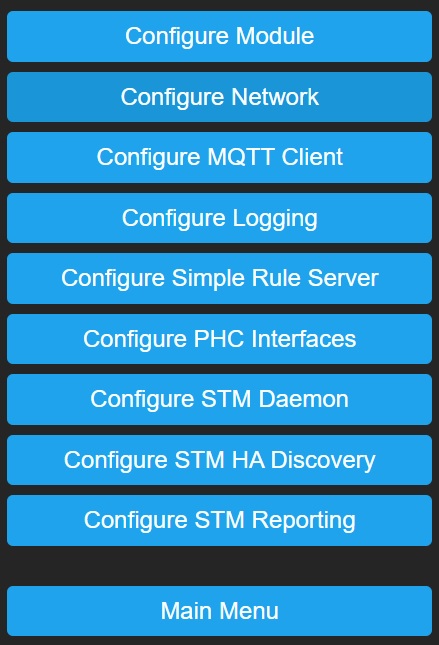 Configure Module
Configure Network
Configure MQTT Client
Configure Logging
Configure Simple Rule Server
Configure PHC Interfaces
Configure STM Daemon
Configure STM HA Discovery
Configure STM Reporting
Main Menu